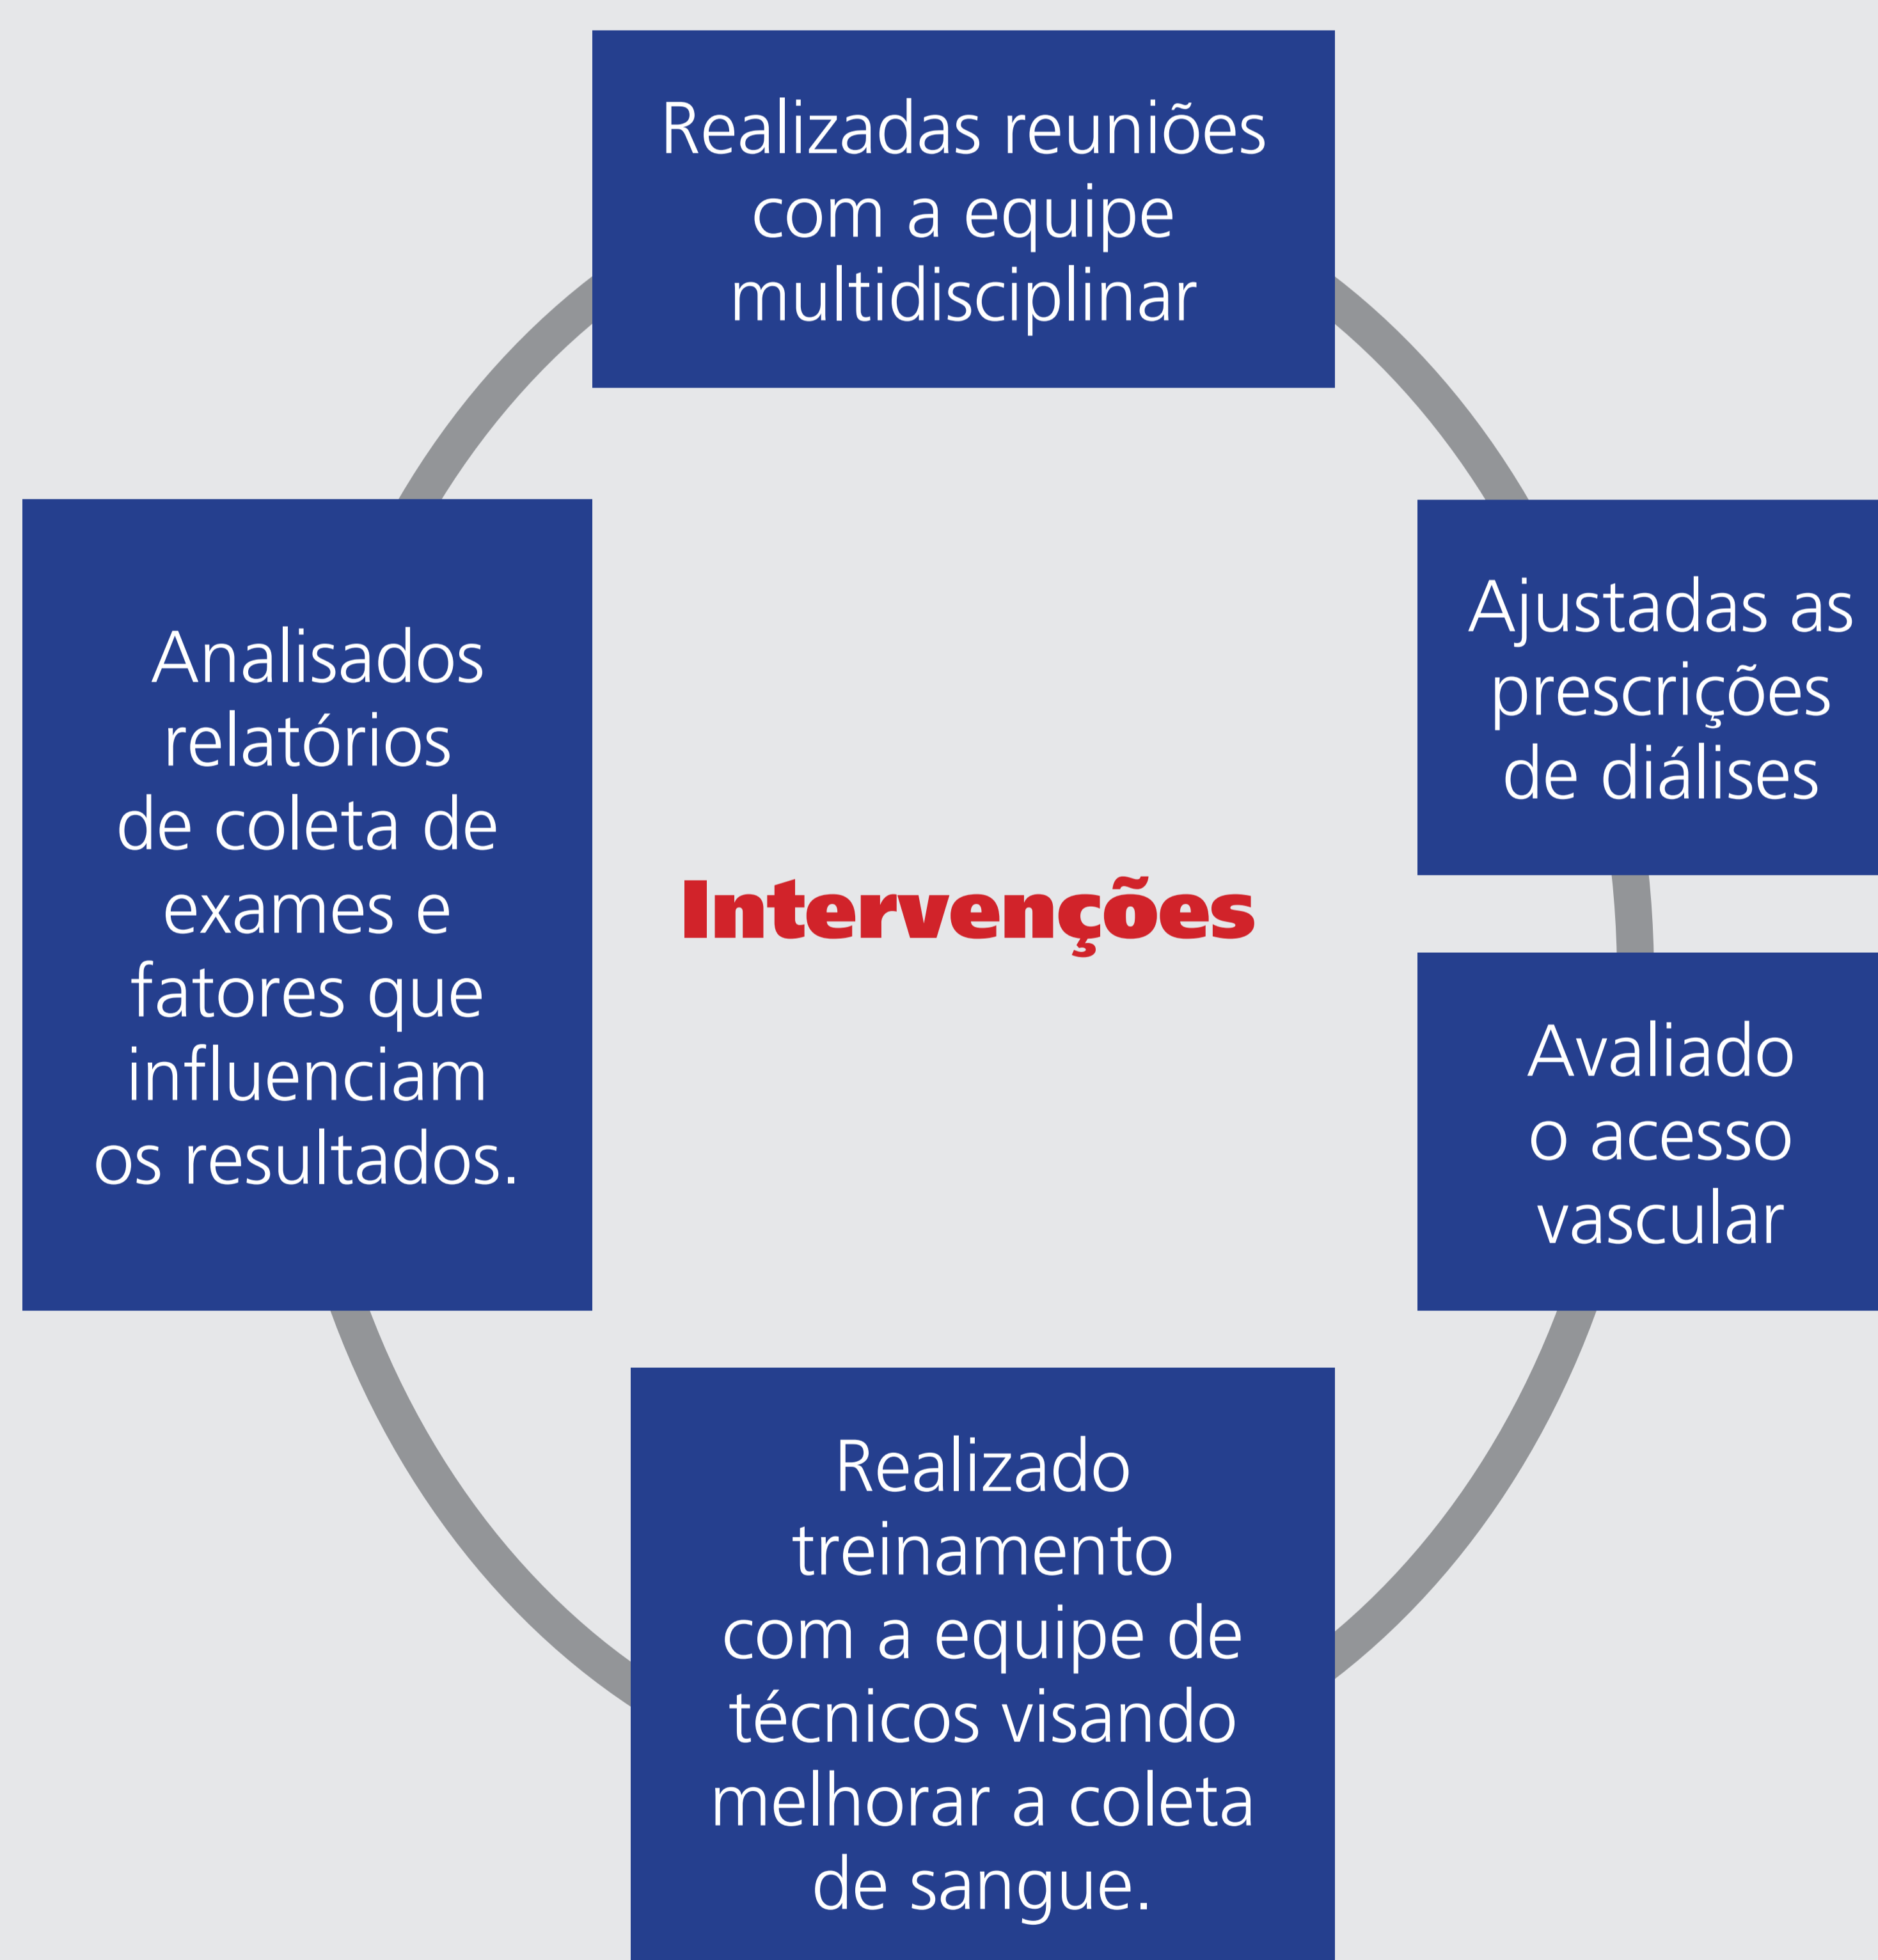 Realizadas reuniões
com a equipe
multidisciplinar
Ajustadas as
prescrições
de diálises
Analisados
relatórios
de coleta de
exames e
fatores que
influenciam
os resultados.
Intervenções
Avaliado
o acesso
vascular
Realizado
treinamento
com a equipe de
técnicos visando
melhorar a coleta
de sangue.